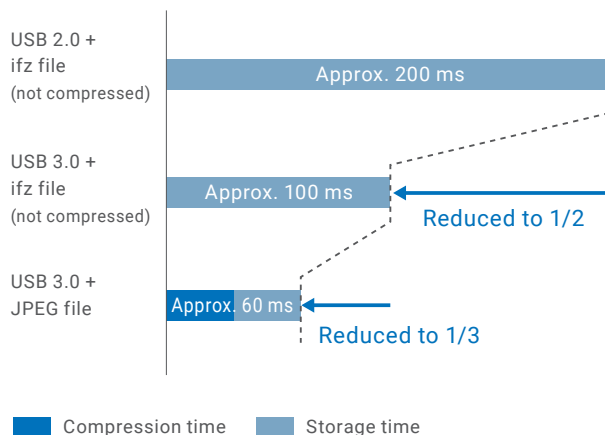 USB 2.0 +
ifz file
(not compressed)
Approx. 200 ms
USB 3.0 +
ifz file
(not compressed)
Approx. 100 ms
Reduced to 1/2
USB 3.0 +
JPEG file
Approx. 60 ms
Reduced to 1/3
Compression time
Storage time